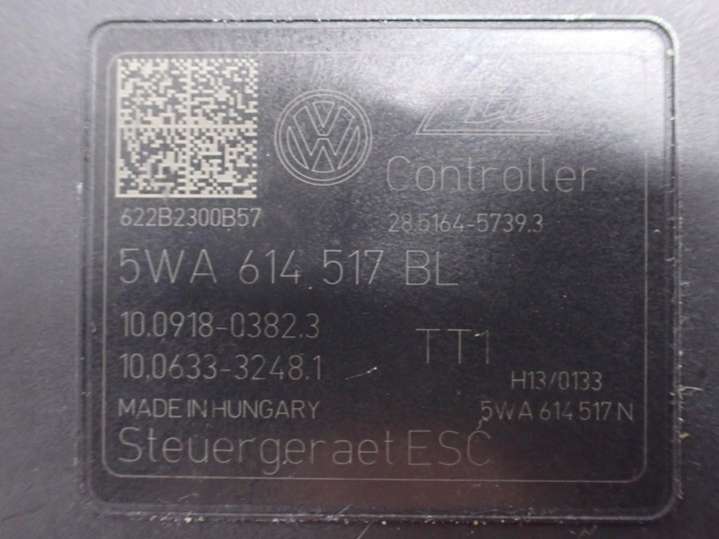 Ate
Controller
622B2300B57
28.5164-5739.3
5WA 614 517 BL
10.0918-0382.3
TT1
10.0633-3248.1
H13/0133
MADE IN HUNGARY
5WA 614 517 N
Steuergeraet ESC